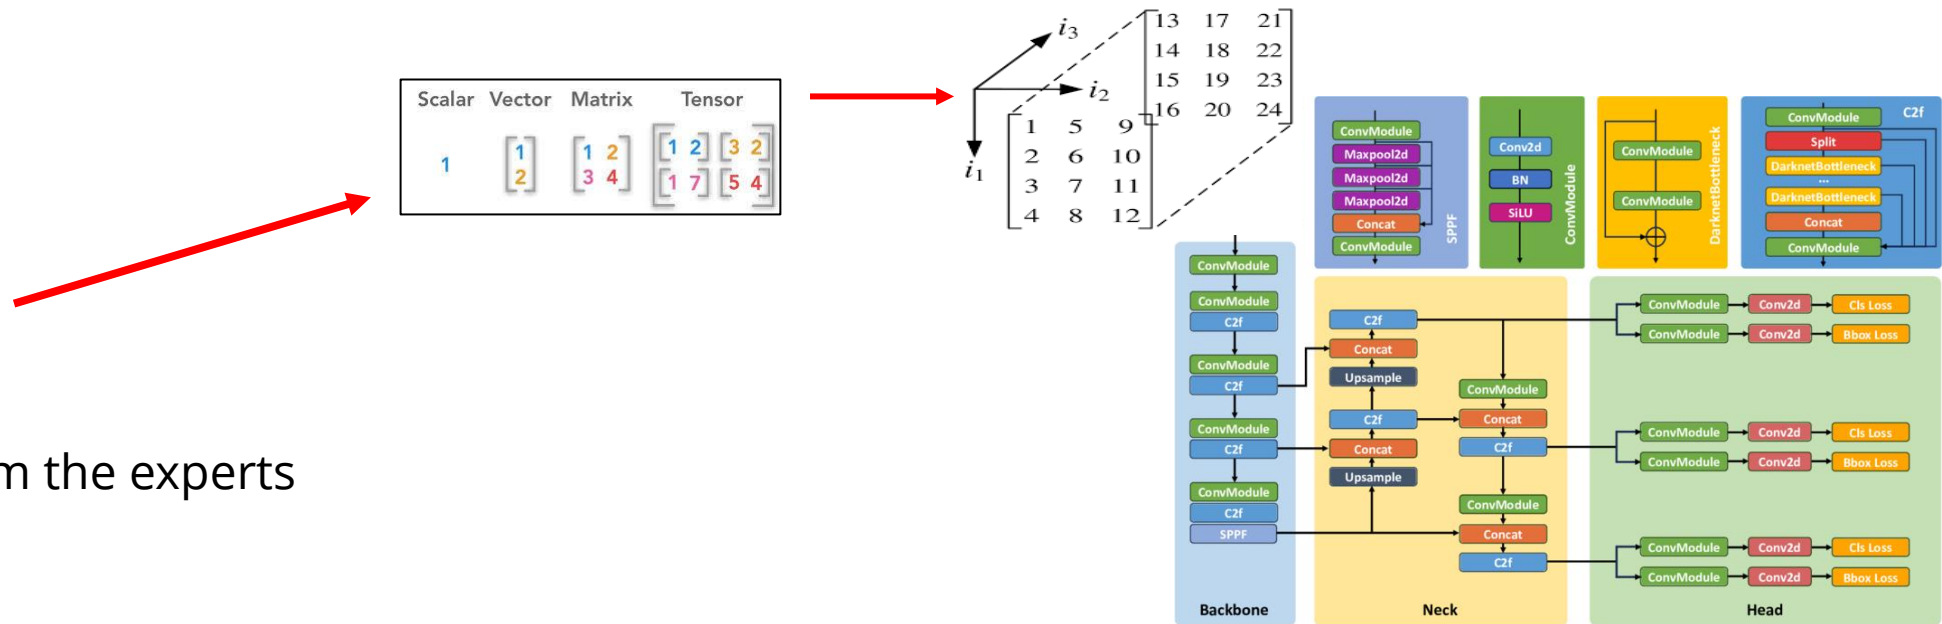 Scalar Vector Matrix Tensor
1
1
2
1 2
3 4
1 2 3 2
1 7 5 4
i3
i2
i1
13 17 21
14 18 22
15 19 23
16 20 24
1 5 9
2 6 10
3 7 11
4 8 12
m the experts
ConvModule
Maxpool2d
Maxpool2d
Maxpool2d
Concat
ConvModule
SPPF
Conv2d
BN
SiLU
ConvModule
ConvModule
ConvModule
DarknetBottleneck
C2f
ConvModule
Split
DarknetBottleneck
...
DarknetBottleneck
Concat
ConvModule
ConvModule
ConvModule
C2f
ConvModule
C2f
ConvModule
C2f
ConvModule
C2f
SPPF
Backbone
C2f
Concat
Upsample
C2f
Concat
Upsample
ConvModule
Concat
C2f
ConvModule
Concat
C2f
Neck
ConvModule Conv2d Cls Loss
ConvModule Conv2d Bbox Loss
ConvModule Conv2d Cls Loss
ConvModule Conv2d Bbox Loss
ConvModule Conv2d Cls Loss
ConvModule Conv2d Bbox Loss
Head